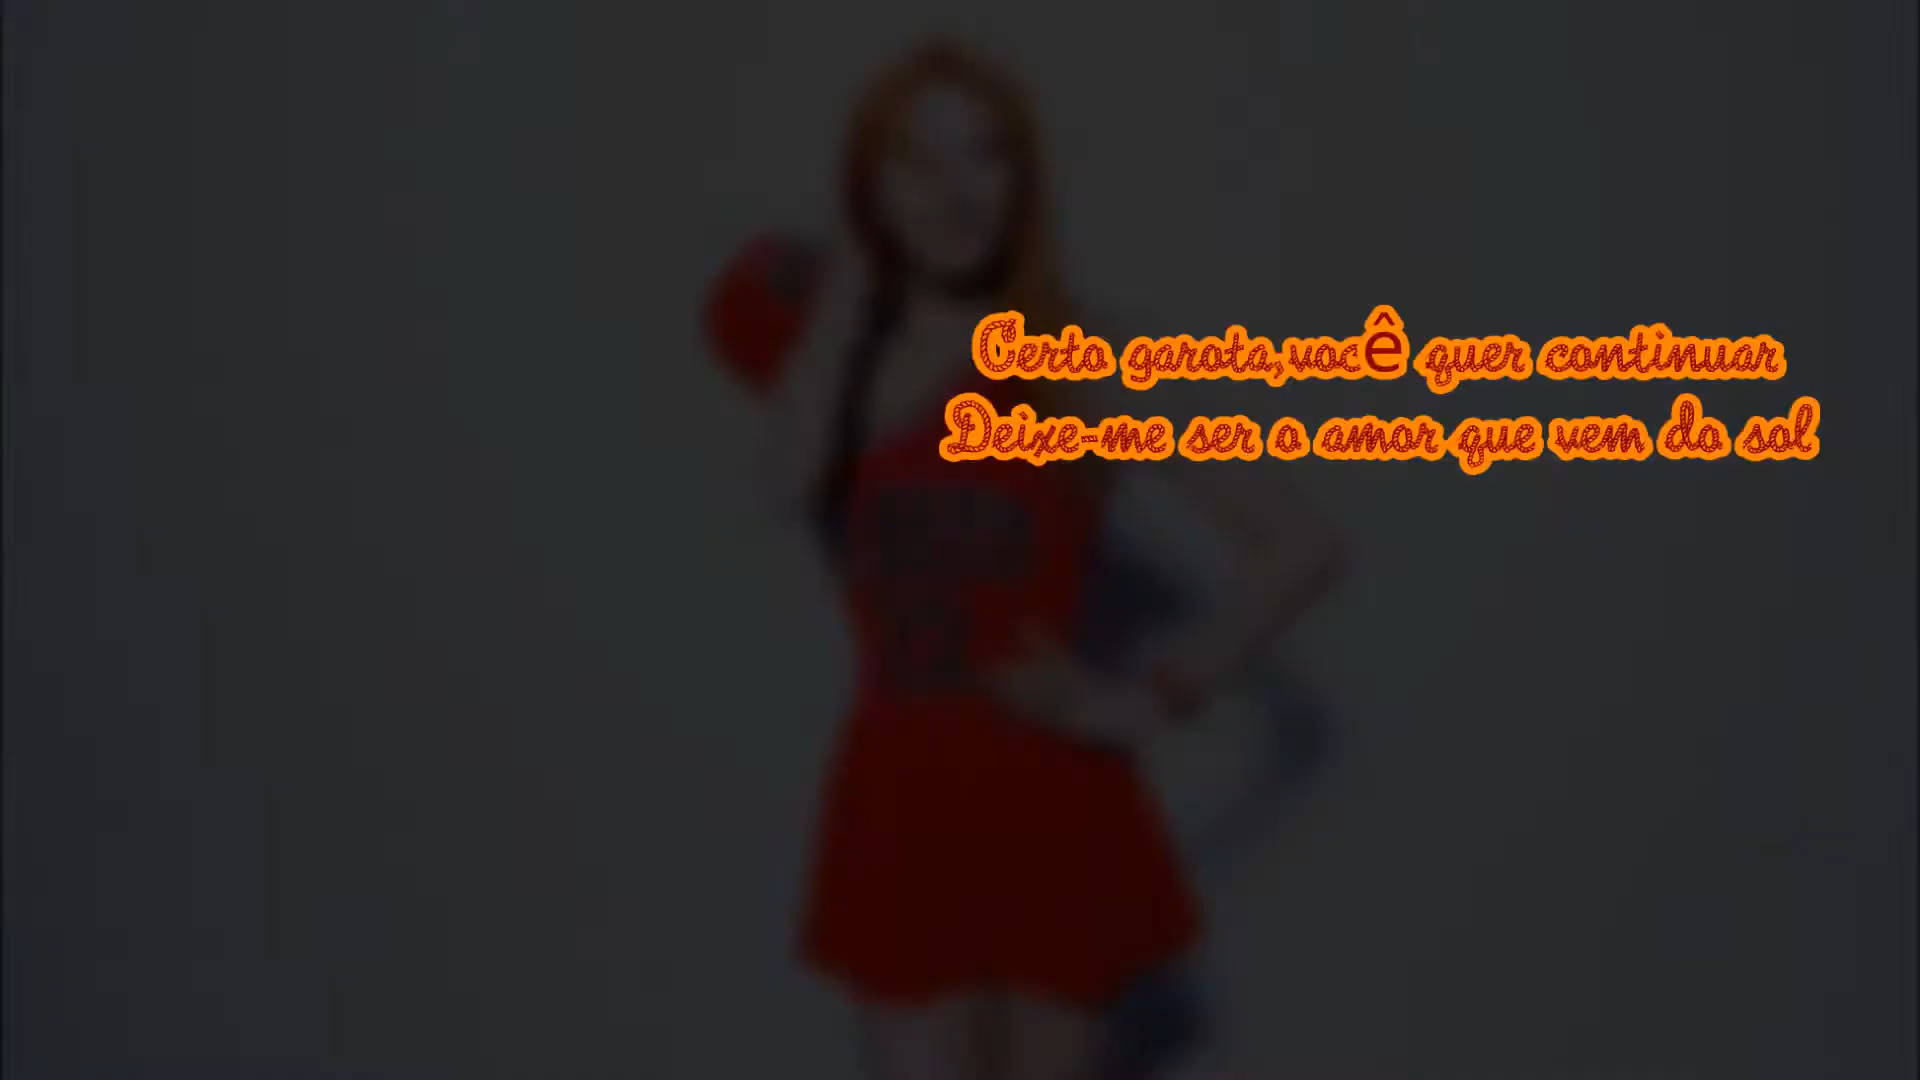 Certo garota,você quer continuar
Deixe-me ser o amor que vem do sol